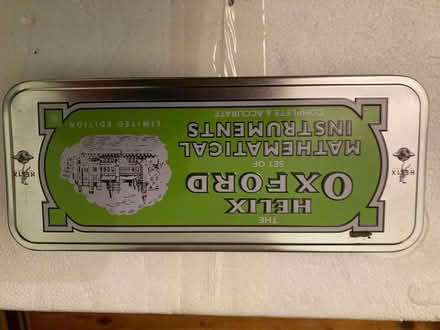 THE
HELIX
OXFORD
SET OF
MATHEMATICAL
INSTRUMENTS
COMPLETE & ACCURATE
LIMITED EDITION
HELIX
HELIX